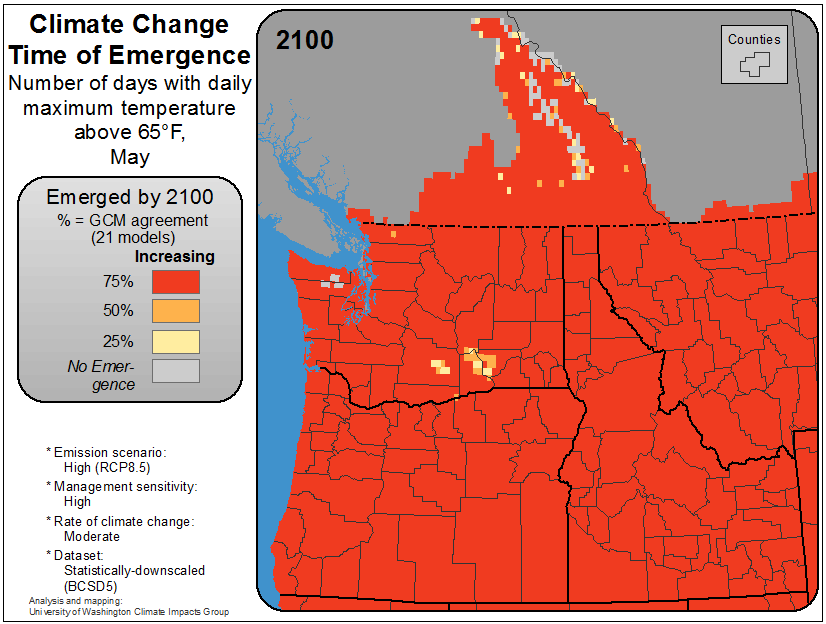 Climate Change
Time of Emergence
Number of days with daily
maximum temperature
above 65°F,
May
Emerged by 2100
% = GCM agreement
(21 models)
Increasing
75%
50%
25%
No Emer-
gence
* Emission scenario:
High (RCP8.5)
* Management sensitivity:
High
* Rate of climate change:
Moderate
* Dataset:
Statistically-downscaled
(BCSD5)
Analysis and mapping:
University of Washington Climate Impacts Group
2100
Counties